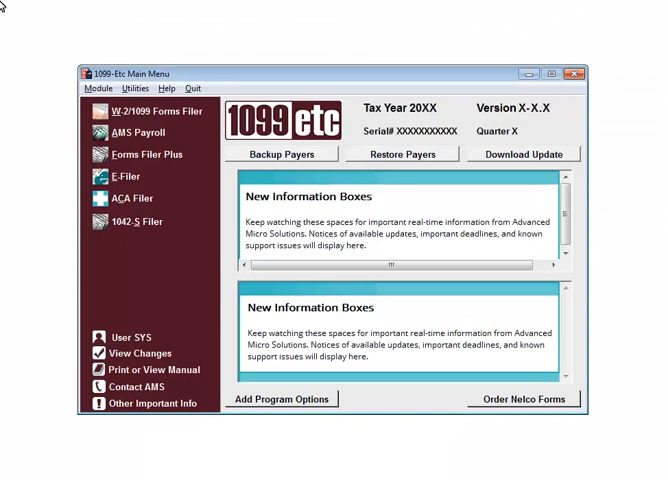 1099-Etc Main Menu
Module Utilities Help Quit
W-2/1099 Forms Filer
AMS Payroll
Forms Filer Plus
E-Filer
ACA Filer
1042-S Filer
User SYS
View Changes
Print or View Manual
Contact AMS
Other Important Info
1099 etc
Tax Year 20XX Version X-X.X
Serial# XXXXXXXXXXX Quarter X
Backup Payers Restore Payers Download Update
New Information Boxes
Keep watching these spaces for important real-time information from Advanced
Micro Solutions. Notices of available updates, important deadlines, and known
support issues will display here.
New Information Boxes
Keep watching these spaces for important real-time information from Advanced
Micro Solutions. Notices of available updates, important deadlines, and known
support issues will display here.
Add Program Options Order Nelco Forms